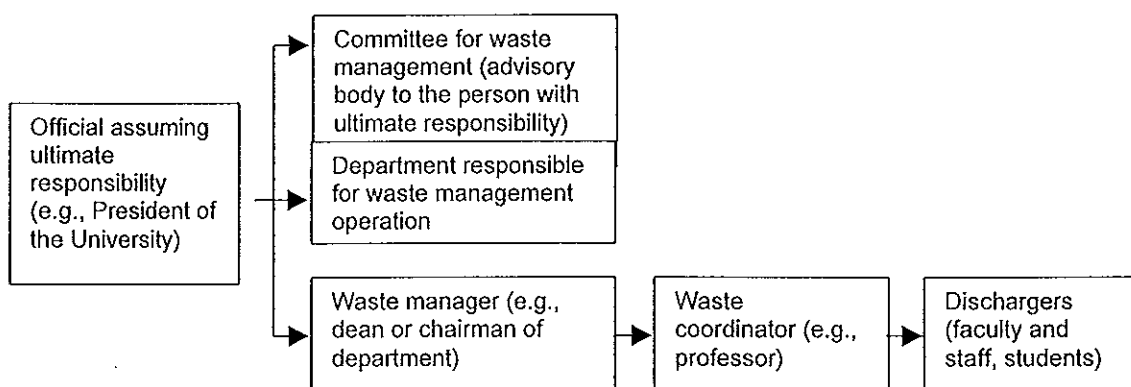 Official assuming
ultimate
responsibility
(e.g., President of
the University)
Committee for waste
management (advisory
body to the person with
ultimate responsibility)
Department responsible
for waste management
operation
Waste manager (e.g.,
dean or chairman of
department)
Waste
coordinator (e.g.,
professor)
Dischargers
(faculty and
staff, students)